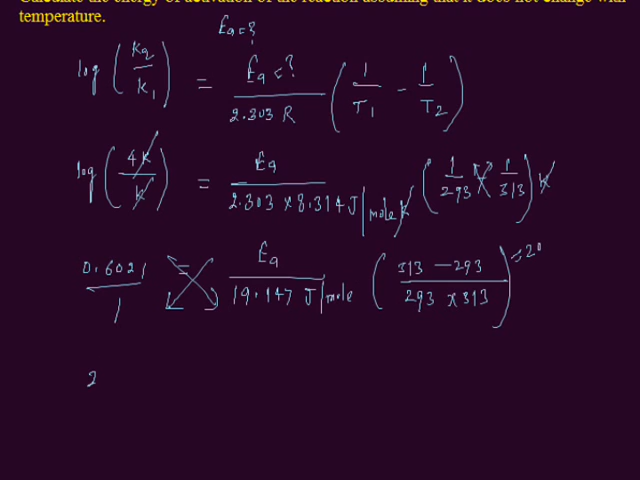 Calculate the energy of activation of the reaction assuming that it does not change with
temperature.
Ea = ?
log (k2/k1) = Ea = ?/2.303 R (1/T1 - 1/T2)
log (4k/k) = Ea/2.303 × 8.314 J/mole k (1/293 - 1/313) k
0.6021/1 = Ea/19.147 J/mole (313 - 293/293 × 313) = 20
2